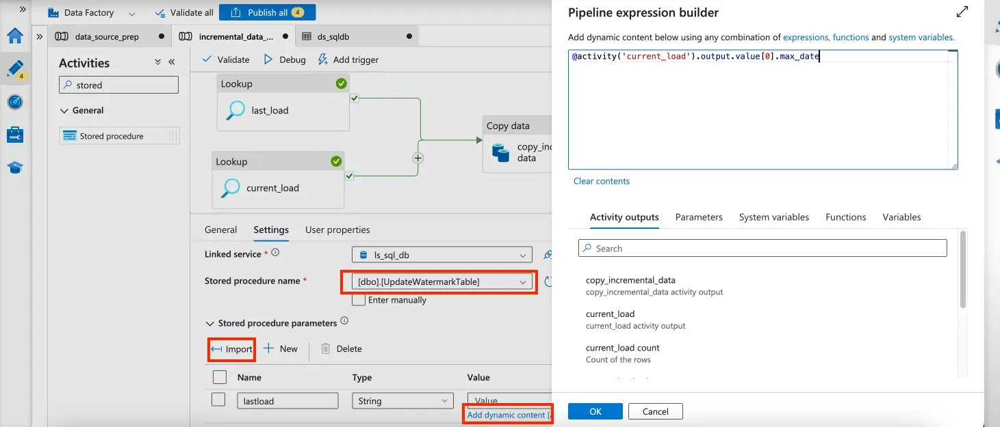 Data Factory
Validate all
Publish all 4
data_source_prep
incremental_data_...
ds_sqldb
4
Activities
stored
General
Stored procedure
Validate
Debug
Add trigger
Lookup
last_load
Lookup
current_load
Copy data
copy_inc
data
General
Settings
User properties
Linked service *
ls_sql_db
Stored procedure name *
[dbo].[UpdateWatermarkTable]
Enter manually
Stored procedure parameters
Import
New
Delete
Name
Type
Value
lastload
String
Value
Add dynamic content [
Pipeline expression builder
Add dynamic content below using any combination of expressions, functions and system variables.
@activity('current_load').output.value[0].max_date
Clear contents
Activity outputs
Parameters
System variables
Functions
Variables
Search
copy_incremental_data
copy_incremental_data activity output
current_load
current_load activity output
current_load count
Count of the rows
OK
Cancel